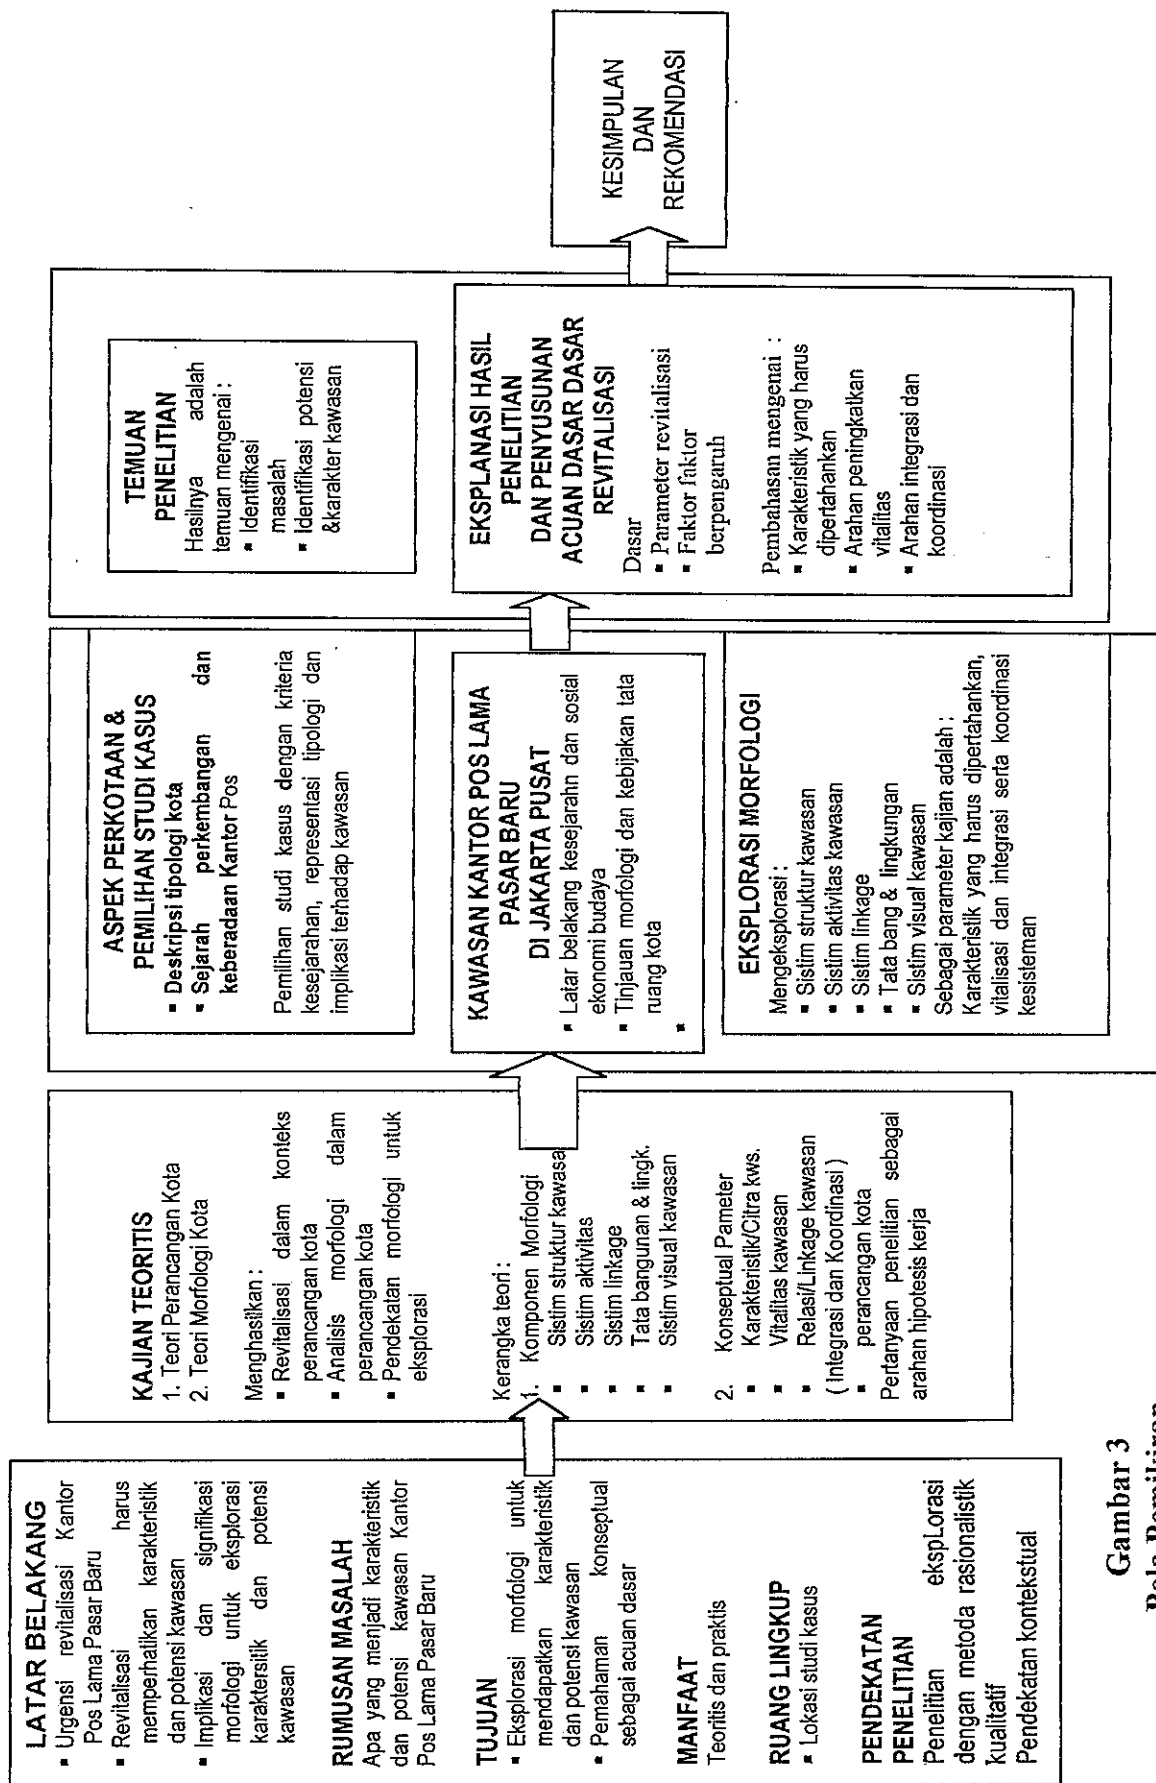 LATAR BELAKANG
▪ Urgensi revitalisasi Kantor
Pos Lama Pasar Baru
▪ Revitalisasi harus
memperhatikan karakteristik
dan potensi kawasan
▪ Implikasi dan signifikasi
morfologi untuk eksplorasi
karaktersitik dan potensi
kawasan
RUMUSAN MASALAH
Apa yang menjadi karakteristik
dan potensi kawasan Kantor
Pos Lama Pasar Baru
TUJUAN
▪ Eksplorasi morfologi untuk
mendapatkan karakteristik
dan potensi kawasan
▪ Pemahaman konseptual
sebagai acuan dasar
MANFAAT
Teoritis dan praktis
RUANG LINGKUP
▪ Lokasi studi kasus
PENDEKATAN
PENELITIAN
Penelitian ekspLorasi
dengan metoda rasionalistik
kualitatif
Pendekatan kontekstual
KAJIAN TEORITIS
1. Teori Perancangan Kota
2. Teori Morfologi Kota
Menghasilkan :
▪ Revitalisasi dalam konteks
perancangan kota
▪ Analisis morfologi dalam
perancangan kota
▪ Pendekatan morfologi untuk
eksplorasi
Kerangka teori :
1. Komponen Morfologi
▪ Sistim struktur kawasa
▪ Sistim aktivitas
▪ Sistim linkage
▪ Tata bangunan & lingk.
▪ Sistim visual kawasan
2. Konseptual Pameter
▪ Karakteristik/Citra kws.
▪ Vitalitas kawasan
▪ Relasi/Linkage kawasan
( Integrasi dan Koordinasi )
▪ perancangan kota
Pertanyaan penelitian sebagai
arahan hipotesis kerja
ASPEK PERKOTAAN &
PEMILIHAN STUDI KASUS
▪ Deskripsi tipologi kota
▪ Sejarah perkembangan dan
keberadaan Kantor Pos
Pemilihan studi kasus dengan kriteria
kesejarahan, representasi tipologi dan
implikasi terhadap kawasan
KAWASAN KANTOR POS LAMA
PASAR BARU
DI JAKARTA PUSAT
▪ Latar belakang kesejarahn dan sosial
ekonomi budaya
▪ Tinjauan morfologi dan kebijakan tata
ruang kota
▪
EKSPLORASI MORFOLOGI
Mengeksplorasi :
▪ Sistim struktur kawasan
▪ Sistim aktivitas kawasan
▪ Sistim linkage
▪ Tata bang & lingkungan
▪ Sistim visual kawasan
Sebagai parameter kajian adalah :
Karakteristik yang harus dipertahankan,
vitalisasi dan integrasi serta koordinasi
kesisteman
TEMUAN
PENELITIAN
Hasilnya adalah
temuan mengenai :
▪ Identifikasi
masalah
▪ Identifikasi potensi
&karakter kawasan
EKSPLANASI HASIL
PENELITIAN
DAN PENYUSUNAN
ACUAN DASAR DASAR
REVITALISASI
Dasar
▪ Parameter revitalisasi
▪ Faktor faktor
berpengaruh
Pembahasan mengenai :
▪ Karakteristik yang harus
dipertahankan
▪ Arahan peningkatkan
vitalitas
▪ Arahan integrasi dan
koordinasi
KESIMPULAN
DAN
REKOMENDASI
Gambar 3
Pola Pemikiran